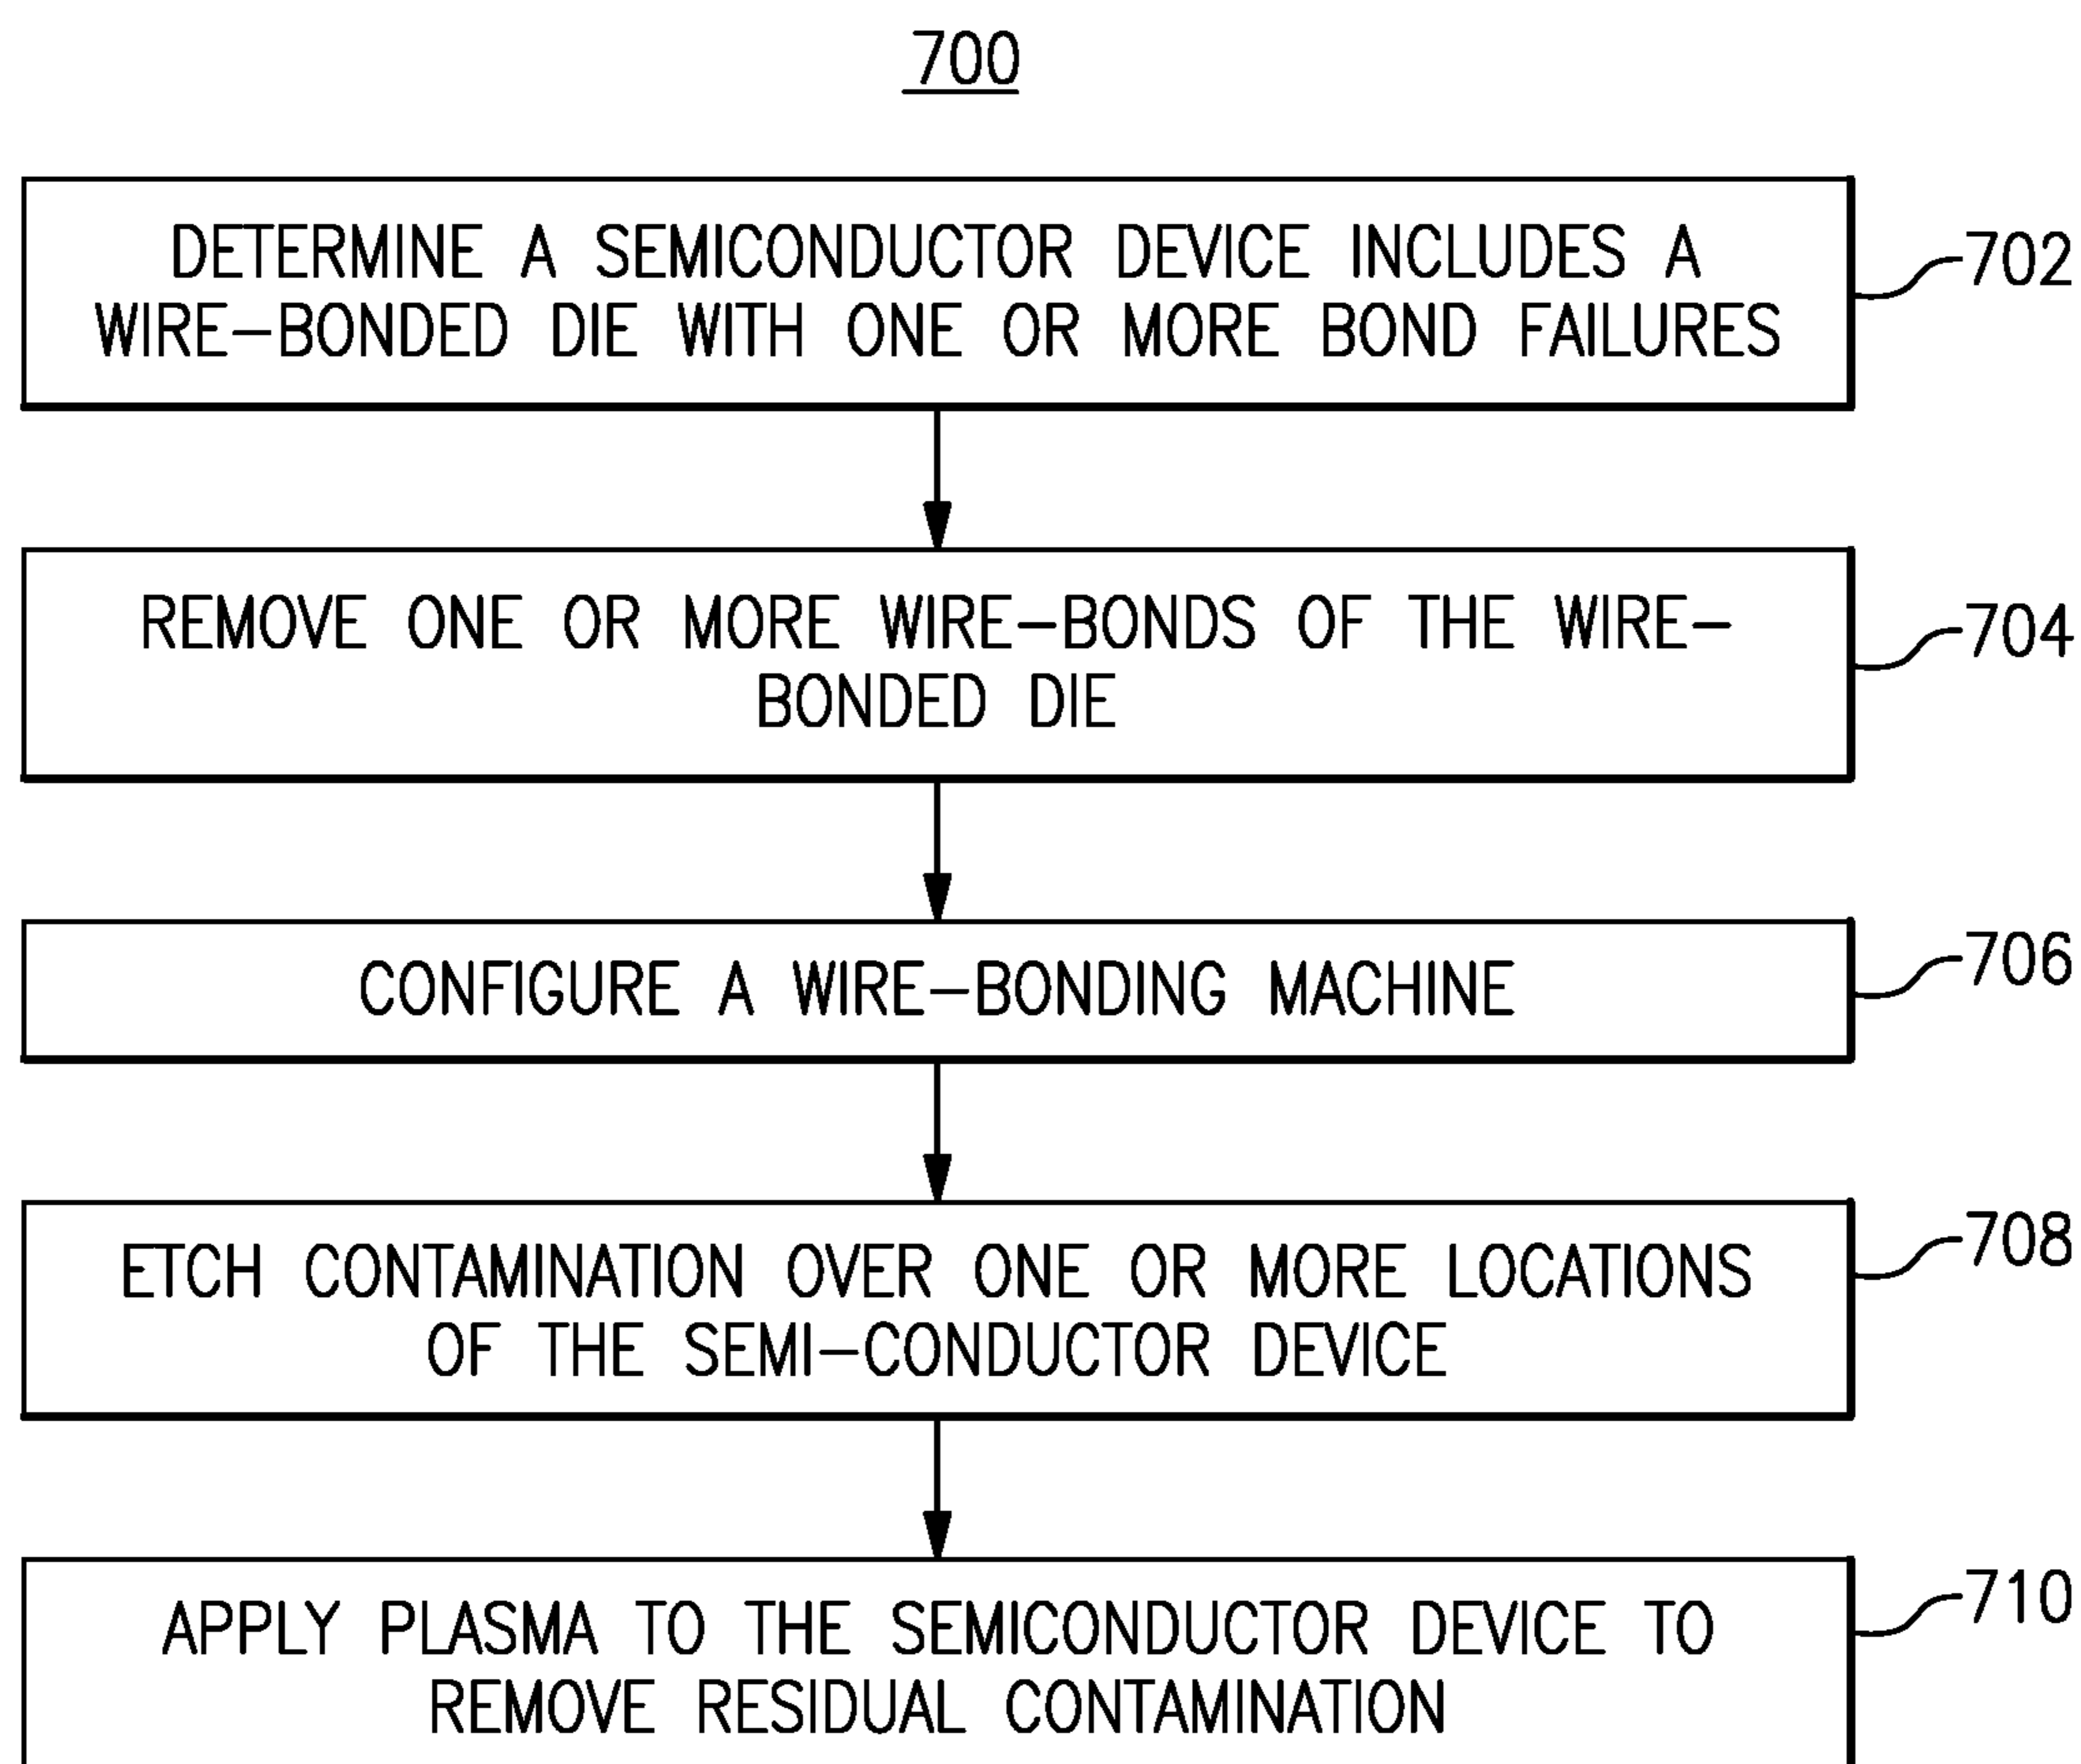 700
DETERMINE A SEMICONDUCTOR DEVICE INCLUDES A
WIRE-BONDED DIE WITH ONE OR MORE BOND FAILURES
702
REMOVE ONE OR MORE WIRE-BONDS OF THE WIRE-
BONDED DIE
704
CONFIGURE A WIRE-BONDING MACHINE
706
ETCH CONTAMINATION OVER ONE OR MORE LOCATIONS
OF THE SEMI-CONDUCTOR DEVICE
708
APPLY PLASMA TO THE SEMICONDUCTOR DEVICE TO
REMOVE RESIDUAL CONTAMINATION
710